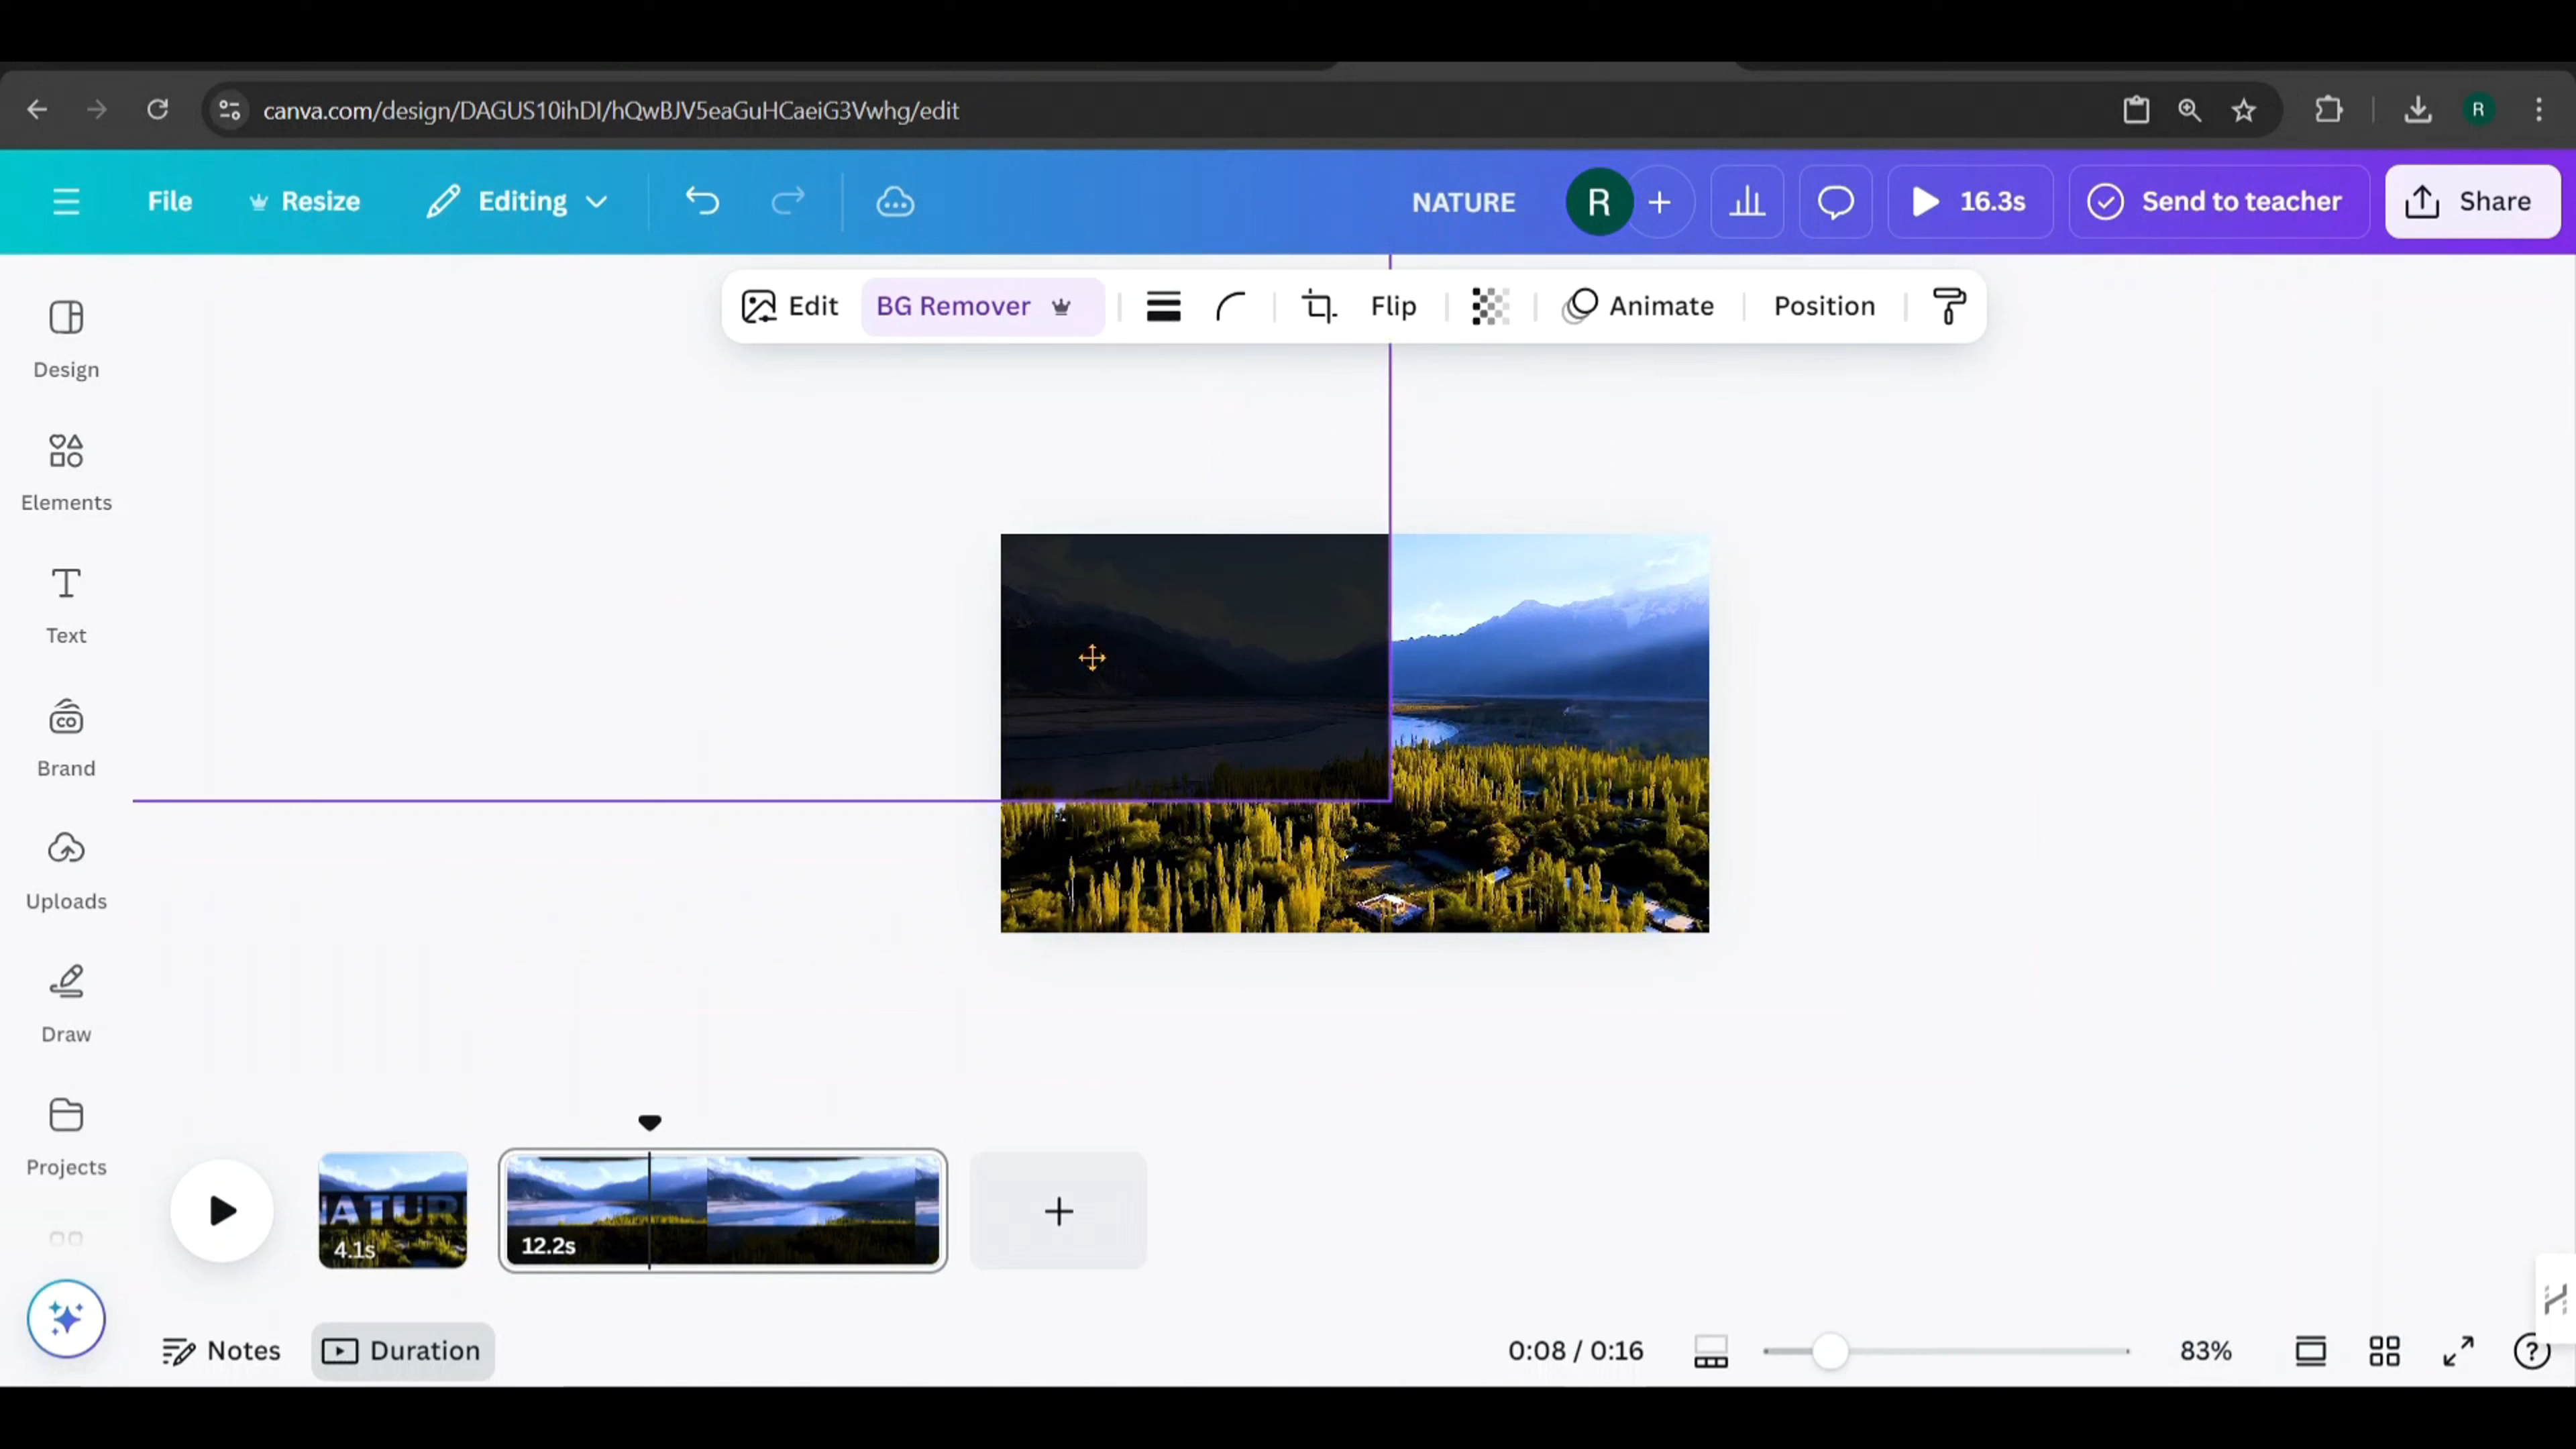 canva.com/design/DAGUS10ihDI/hQwBJV5eaGuHCaeiG3Vwhg/edit
R
File
Resize
Editing
NATURE
R
16.3s
Send to teacher
Share
Edit
BG Remover
Flip
Animate
Position
Design
Elements
Text
CO
Brand
Uploads
Draw
Projects
NATUR
4.1s
12.2s
Notes
Duration
0:08 / 0:16
83%